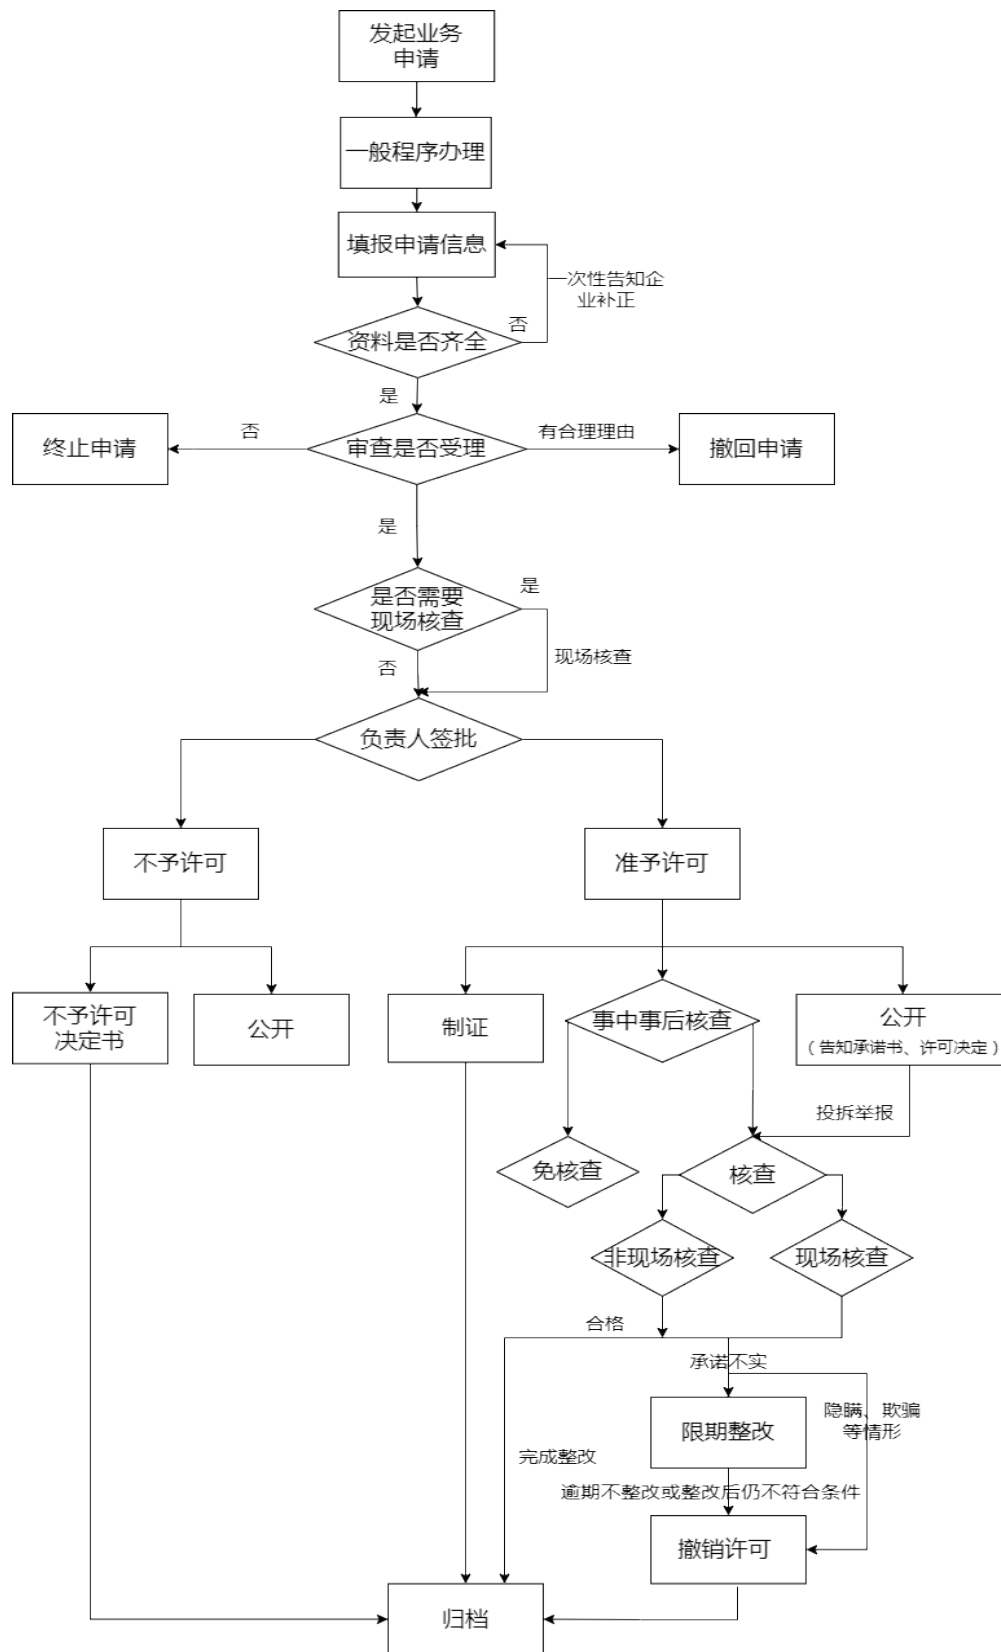 发起业务
申请
一般程序办理
填报申请信息
一次性告知企
业补正
资料是否齐全
否
是
终止申请
否
审查是否受理
有合理理由
撤回申请
是
是否需要
现场核查
是
现场核查
否
负责人签批
不予许可
准予许可
不予许可
决定书
公开
制证
事中事后核查
公开
（告知承诺书、许可决定）
投拆举报
免核查
核查
非现场核查
现场核查
合格
承诺不实
限期整改
隐瞒、欺骗
等情形
完成整改
逾期不整改或整改后仍不符合条件
撤销许可
归档